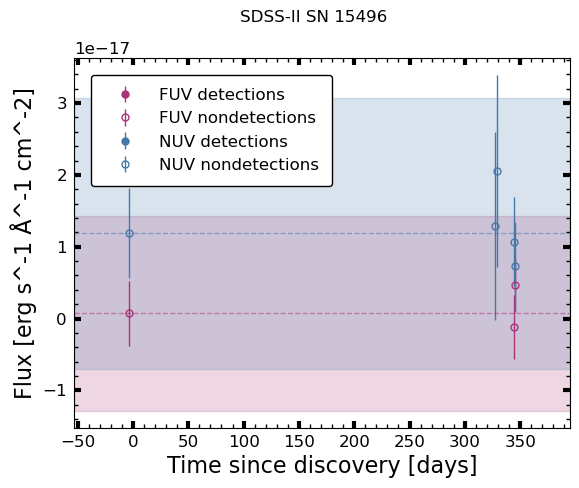 SDSS-II SN 15496
1e−17
FUV detections
FUV nondetections
NUV detections
NUV nondetections
3
2
1
0
−1
Flux [erg s^-1 Å^-1 cm^-2]
−50 0 50 100 150 200 250 300 350
Time since discovery [days]